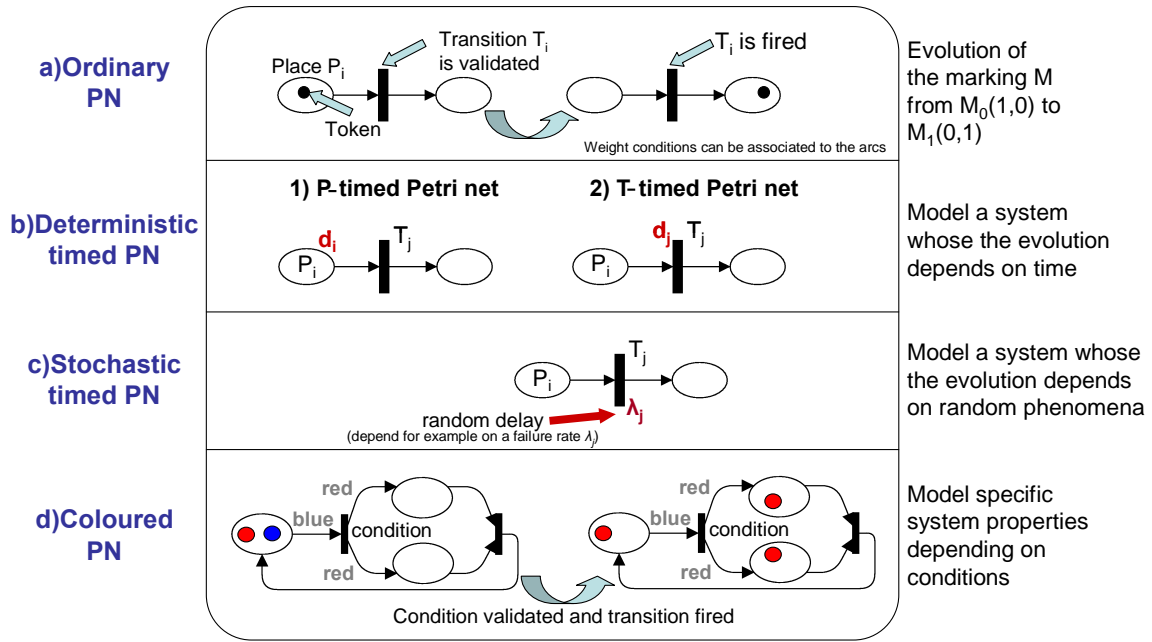 a)Ordinary
PN
Place Pᵢ
Token
Transition Tᵢ
is validated
Tᵢ is fired
Weight conditions can be associated to the arcs
Evolution of
the marking M
from M₀(1,0) to
M₁(0,1)
b)Deterministic
timed PN
1) P-timed Petri net
dᵢ
Tⱼ
Pᵢ
2) T-timed Petri net
dⱼ
Tⱼ
Pᵢ
Model a system
whose the evolution
depends on time
c)Stochastic
timed PN
Tⱼ
Pᵢ
λⱼ
random delay
(depend for example on a failure rate λⱼ)
Model a system whose
the evolution depends
on random phenomena
d)Coloured
PN
red
blue
condition
red
red
blue
condition
red
Condition validated and transition fired
Model specific
system properties
depending on
conditions